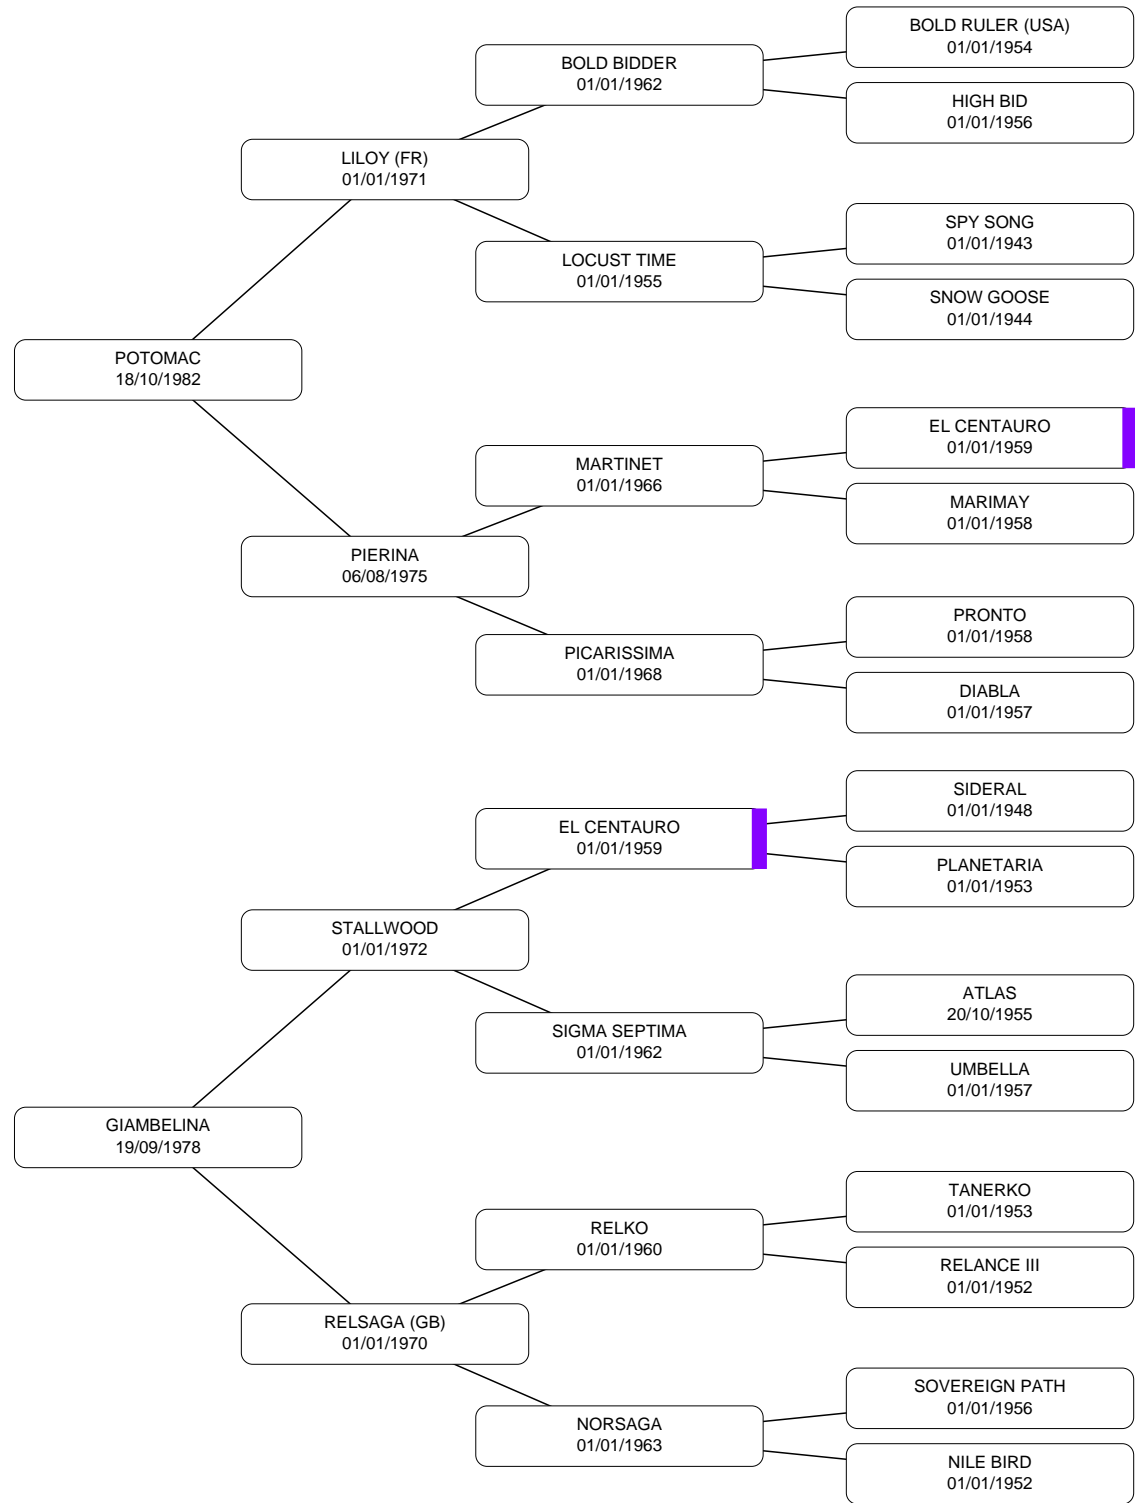 BOLD RULER (USA)
01/01/1954
BOLD BIDDER
01/01/1962
HIGH BID
01/01/1956
LILOY (FR)
01/01/1971
SPY SONG
01/01/1943
LOCUST TIME
01/01/1955
SNOW GOOSE
01/01/1944
POTOMAC
18/10/1982
EL CENTAURO
01/01/1959
MARTINET
01/01/1966
MARIMAY
01/01/1958
PIERINA
06/08/1975
PRONTO
01/01/1958
PICARISSIMA
01/01/1968
DIABLA
01/01/1957
SIDERAL
01/01/1948
EL CENTAURO
01/01/1959
PLANETARIA
01/01/1953
STALLWOOD
01/01/1972
ATLAS
20/10/1955
SIGMA SEPTIMA
01/01/1962
UMBELLA
01/01/1957
GIAMBELINA
19/09/1978
TANERKO
01/01/1953
RELKO
01/01/1960
RELANCE III
01/01/1952
RELSAGA (GB)
01/01/1970
SOVEREIGN PATH
01/01/1956
NORSAGA
01/01/1963
NILE BIRD
01/01/1952